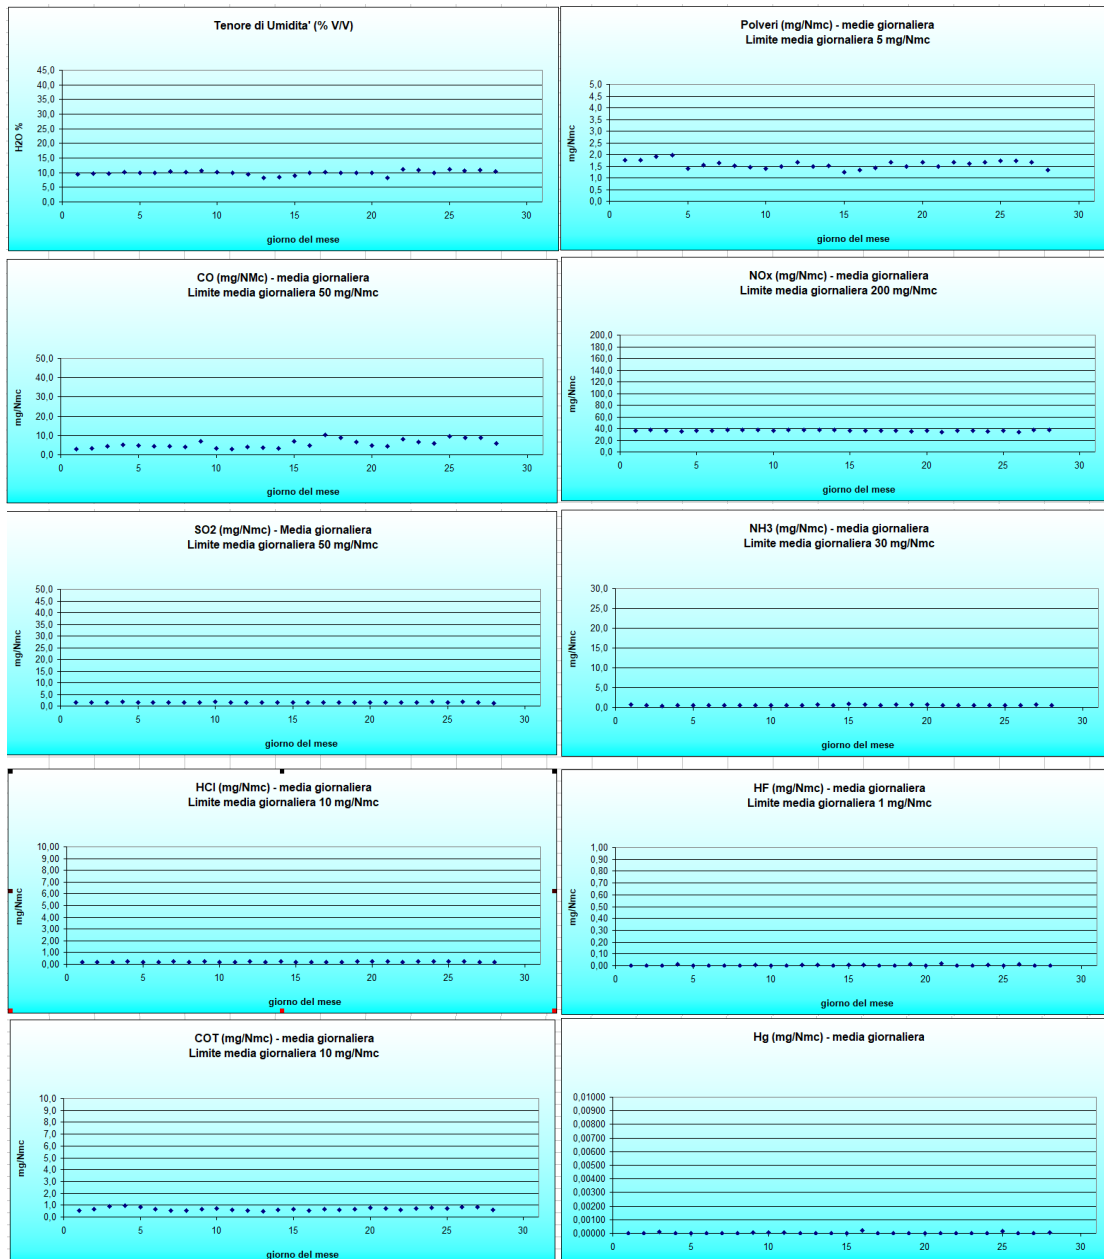 Tenore di Umidita' (% V/V)
45,0
40,0
35,0
30,0
25,0
20,0
15,0
10,0
5,0
0,0
H2O %
0 5 10 15 20 25 30
giorno del mese
Polveri (mg/Nmc) - medie giornaliera
Limite media giornaliera 5 mg/Nmc
5,0
4,5
4,0
3,5
3,0
2,5
2,0
1,5
1,0
0,5
0,0
mg/Nmc
0 5 10 15 20 25 30
giorno del mese
CO (mg/NMc) - media giornaliera
Limite media giornaliera 50 mg/Nmc
50,0
40,0
30,0
20,0
10,0
0,0
mg/Nmc
0 5 10 15 20 25 30
giorno del mese
NOx (mg/Nmc) - media giornaliera
Limite media giornaliera 200 mg/Nmc
200,0
180,0
160,0
140,0
120,0
100,0
80,0
60,0
40,0
20,0
0,0
mg/Nmc
0 5 10 15 20 25 30
giorno del mese
SO2 (mg/Nmc) - Media giornaliera
Limite media giornaliera 50 mg/Nmc
50,0
45,0
40,0
35,0
30,0
25,0
20,0
15,0
10,0
5,0
0,0
mg/Nmc
0 5 10 15 20 25 30
giorno del mese
NH3 (mg/Nmc) - media giornaliera
Limite media giornaliera 30 mg/Nmc
30,0
25,0
20,0
15,0
10,0
5,0
0,0
mg/Nmc
0 5 10 15 20 25 30
giorno del mese
HCl (mg/Nmc) - media giornaliera
Limite media giornaliera 10 mg/Nmc
10,00
9,00
8,00
7,00
6,00
5,00
4,00
3,00
2,00
1,00
0,00
mg/Nmc
0 5 10 15 20 25 30
giorno del mese
HF (mg/Nmc) - media giornaliera
Limite media giornaliera 1 mg/Nmc
1,00
0,90
0,80
0,70
0,60
0,50
0,40
0,30
0,20
0,10
0,00
mg/Nmc
0 5 10 15 20 25 30
giorno del mese
COT (mg/Nmc) - media giornaliera
Limite media giornaliera 10 mg/Nmc
10,0
9,0
8,0
7,0
6,0
5,0
4,0
3,0
2,0
1,0
0,0
mg/Nmc
0 5 10 15 20 25 30
giorno del mese
Hg (mg/Nmc) - media giornaliera
0,01000
0,00900
0,00800
0,00700
0,00600
0,00500
0,00400
0,00300
0,00200
0,00100
0,00000
mg/Nmc
0 5 10 15 20 25 30
giorno del mese